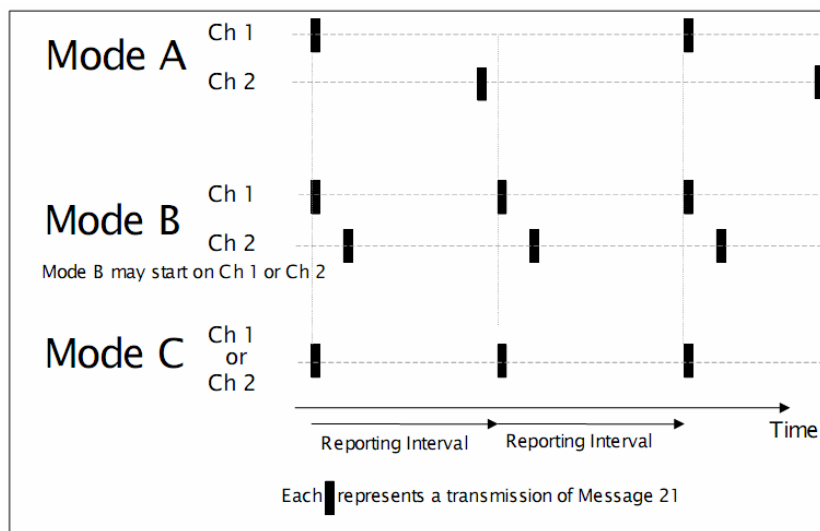 Mode A
Ch 1
Ch 2
Mode B
Ch 1
Ch 2
Mode B may start on Ch 1 or Ch 2
Mode C
Ch 1
or
Ch 2
Time
Reporting Interval
Reporting Interval
Each represents a transmission of Message 21